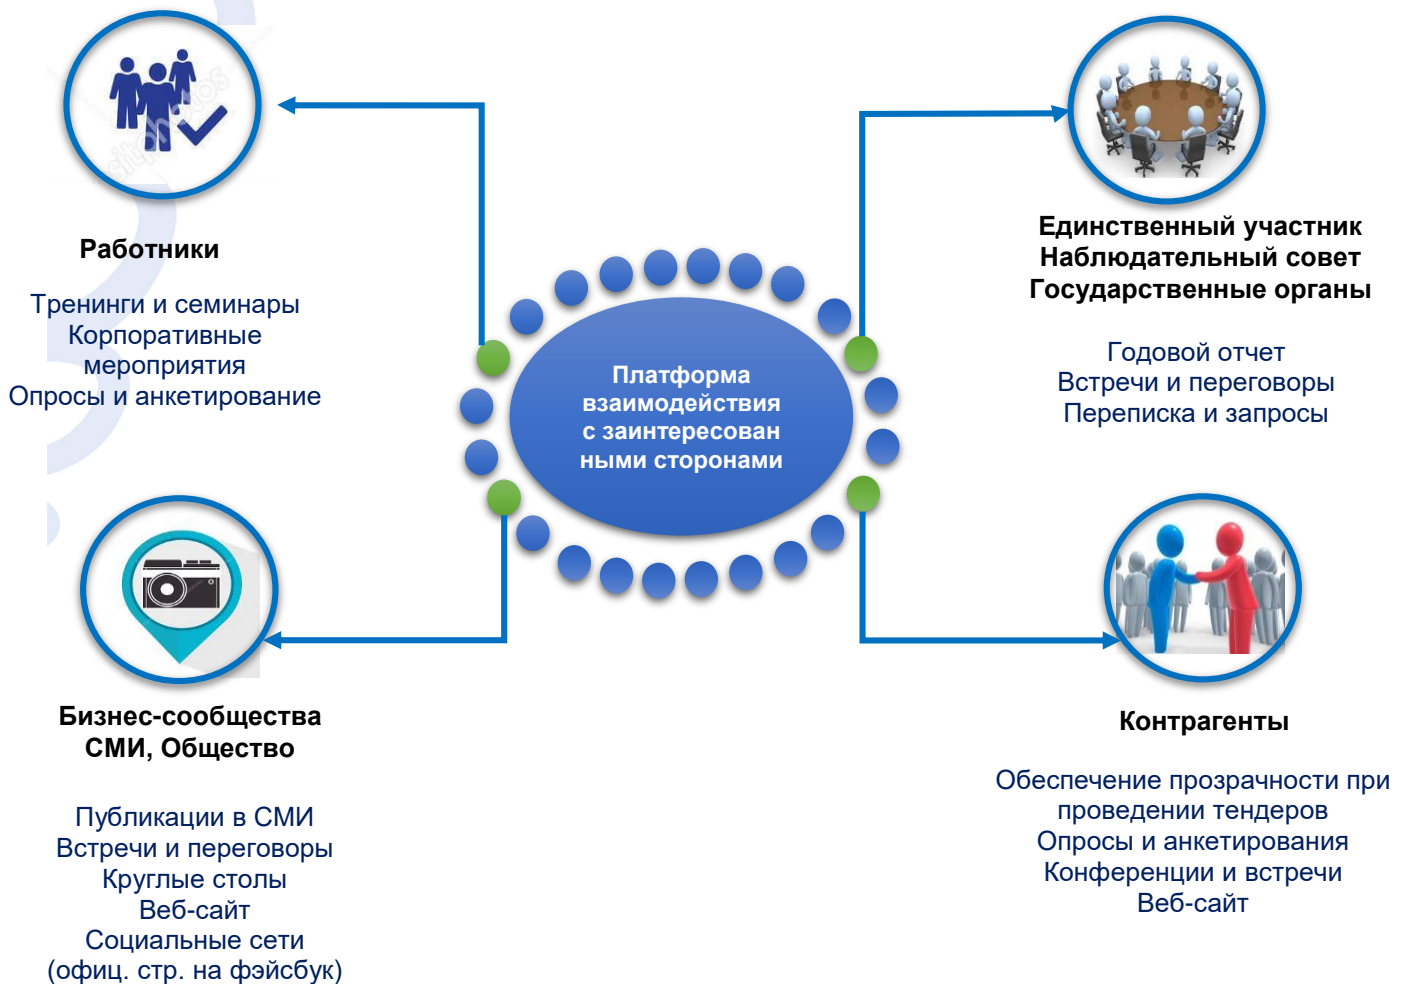 Работники
Тренинги и семинары
Корпоративные
мероприятия
Опросы и анкетирование
Единственный участник
Наблюдательный совет
Государственные органы
Годовой отчет
Встречи и переговоры
Переписка и запросы
Платформа
взаимодействия
с заинтересован
ными сторонами
Бизнес-сообщества
СМИ, Общество
Публикации в СМИ
Встречи и переговоры
Круглые столы
Веб-сайт
Социальные сети
(офиц. стр. на фэйсбук)
Контрагенты
Обеспечение прозрачности при
проведении тендеров
Опросы и анкетирования
Конференции и встречи
Веб-сайт